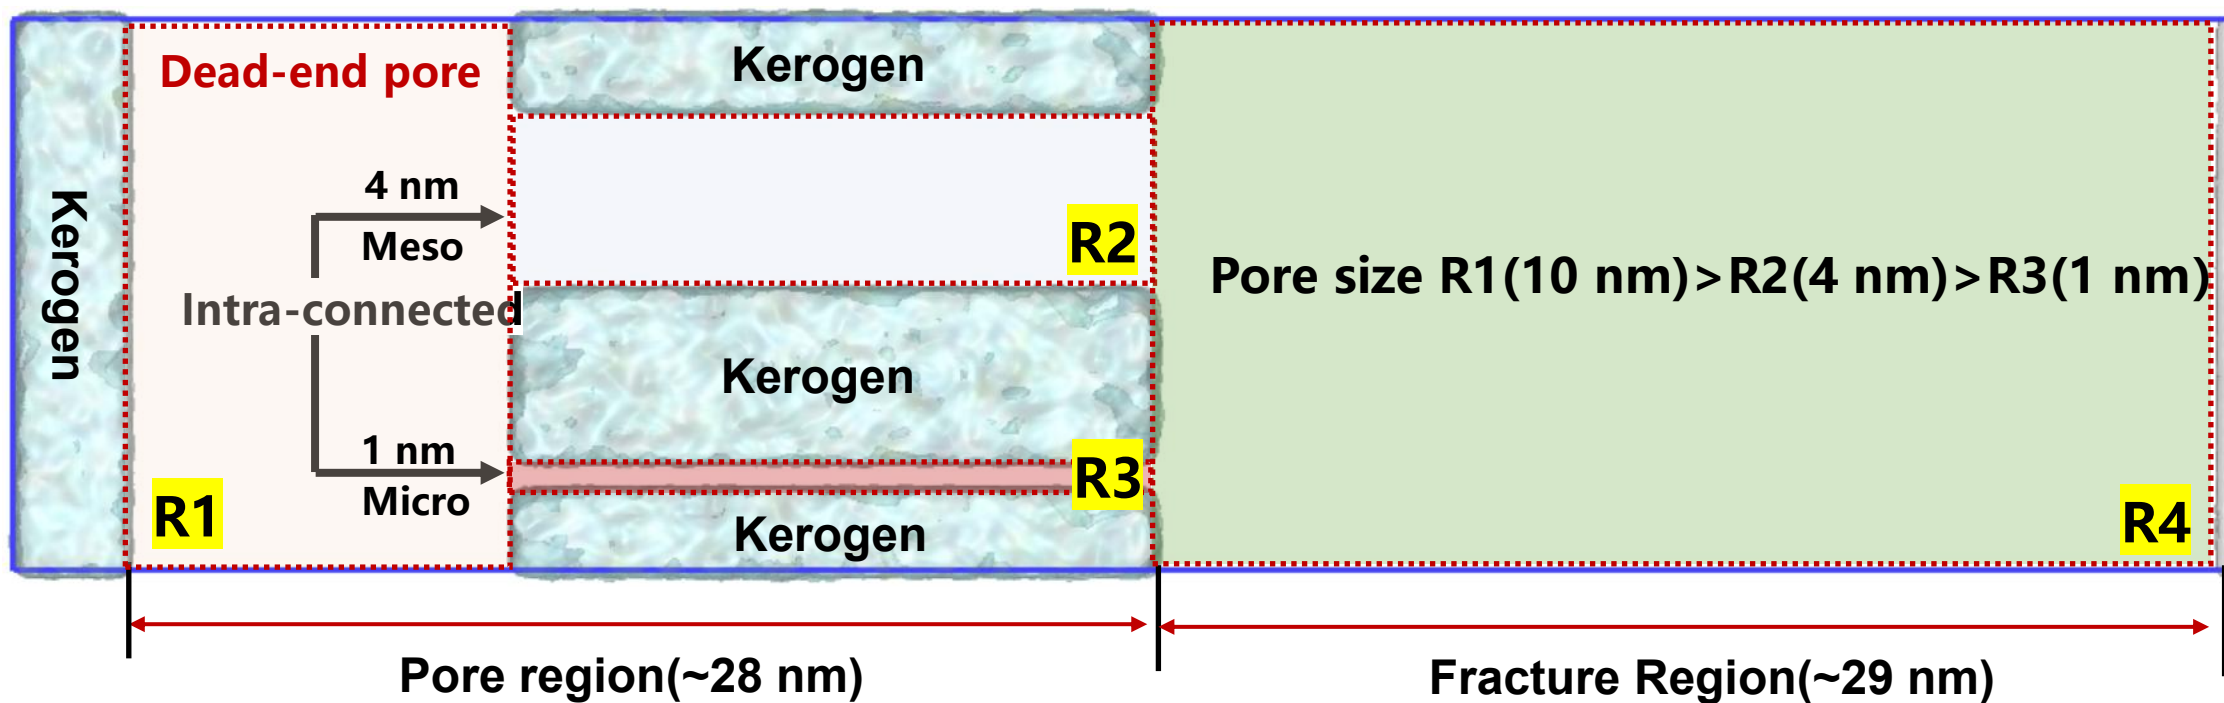 Dead-end pore
Kerogen
Kerogen
4 nm
Meso
R2
Intra-connected
Pore size R1(10 nm)>R2(4 nm)>R3(1 nm)
Kerogen
1 nm
Micro
R3
R1
Kerogen
R4
Pore region(~28 nm)
Fracture Region(~29 nm)